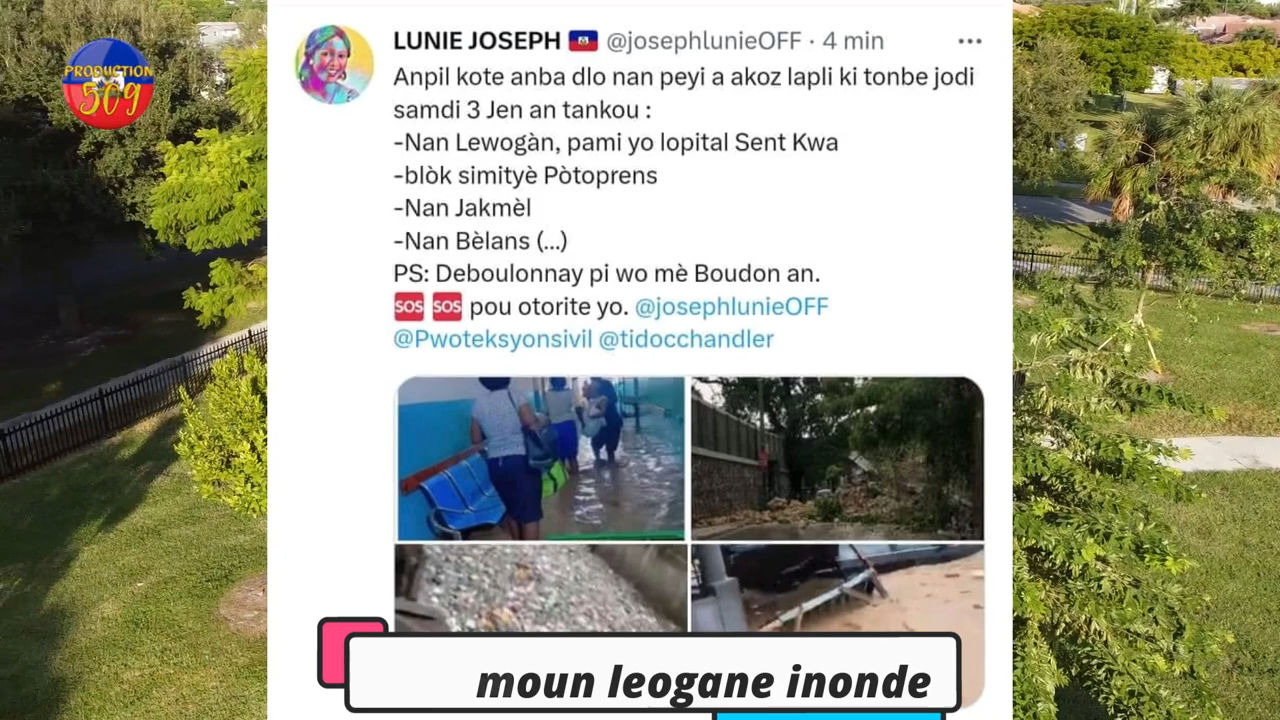 PRODUCTION
509
LUNIE JOSEPH 🇭🇹 @josephlunieOFF · 4 min
Anpil kote anba dlo nan peyi a akoz lapli ki tonbe jodi
samdi 3 Jen an tankou :
-Nan Lewogàn, pami yo lopital Sent Kwa
-blòk simityè Pòtoprens
-Nan Jakmèl
-Nan Bèlans (...)
PS: Deboulonnay pi wo mè Boudon an.
🆘 🆘 pou otorite yo. @josephlunieOFF
@Pwoteksyonsivil @tidocchandler
moun leogane inonde